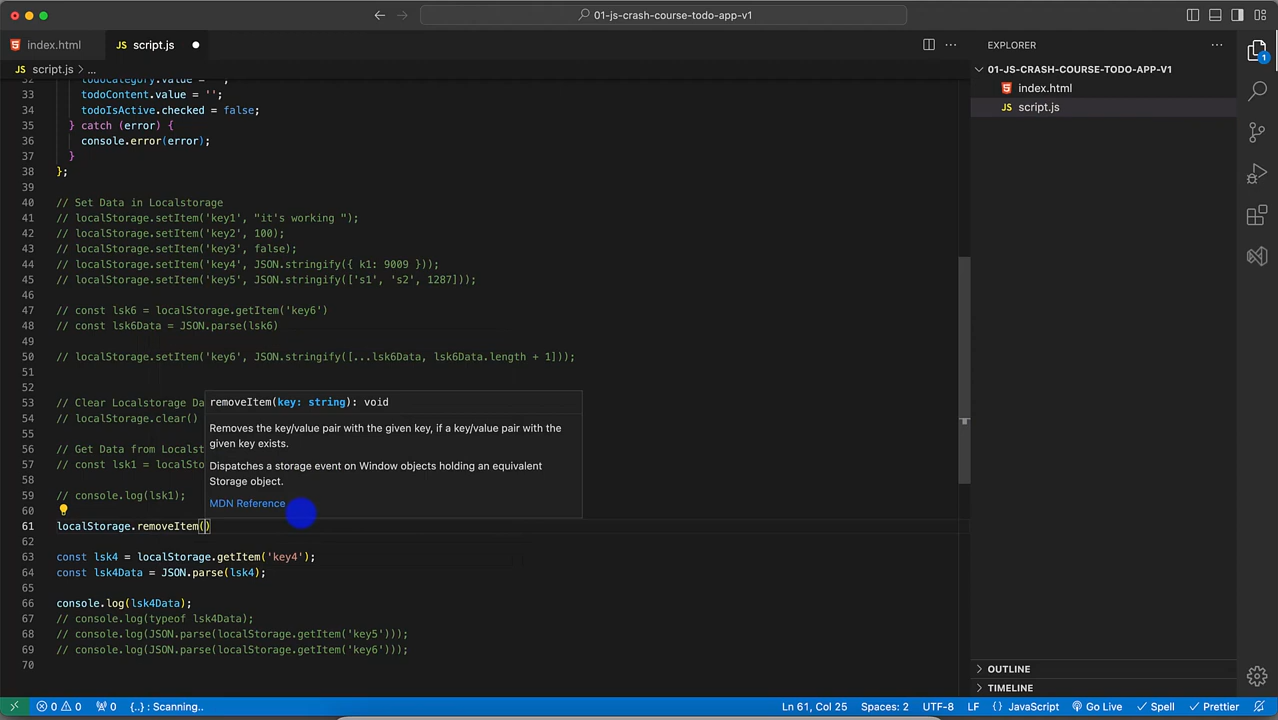 01-js-crash-course-todo-app-v1
index.html
JS script.js
EXPLORER
JS script.js > ...
01-JS-CRASH-COURSE-TODO-APP-V1
index.html
JS script.js
32 todoCategory.value = '';
33 todoContent.value = '';
34 todoIsActive.checked = false;
35 } catch (error) {
36 console.error(error);
37 }
38 };
39
40 // Set Data in Localstorage
41 // localStorage.setItem('key1', "it's working ");
42 // localStorage.setItem('key2', 100);
43 // localStorage.setItem('key3', false);
44 // localStorage.setItem('key4', JSON.stringify({ k1: 9009 }));
45 // localStorage.setItem('key5', JSON.stringify(['s1', 's2', 1287]));
46
47 // const lsk6 = localStorage.getItem('key6')
48 // const lsk6Data = JSON.parse(lsk6)
49
50 // localStorage.setItem('key6', JSON.stringify([...lsk6Data, lsk6Data.length + 1]));
51
52
53 // Clear Localstorage Da
54 // localStorage.clear()
55
56 // Get Data from Localst
57 // const lsk1 = localSto
58
59 // console.log(lsk1);
60
removeItem(key: string): void
Removes the key/value pair with the given key, if a key/value pair with the
given key exists.
Dispatches a storage event on Window objects holding an equivalent
Storage object.
MDN Reference
61 localStorage.removeItem()
62
63 const lsk4 = localStorage.getItem('key4');
64 const lsk4Data = JSON.parse(lsk4);
65
66 console.log(lsk4Data);
67 // console.log(typeof lsk4Data);
68 // console.log(JSON.parse(localStorage.getItem('key5')));
69 // console.log(JSON.parse(localStorage.getItem('key6')));
70
1
OUTLINE
TIMELINE
0 0 0 {..} : Scanning.. Ln 61, Col 25 Spaces: 2 UTF-8 LF {} JavaScript Go Live Spell Prettier